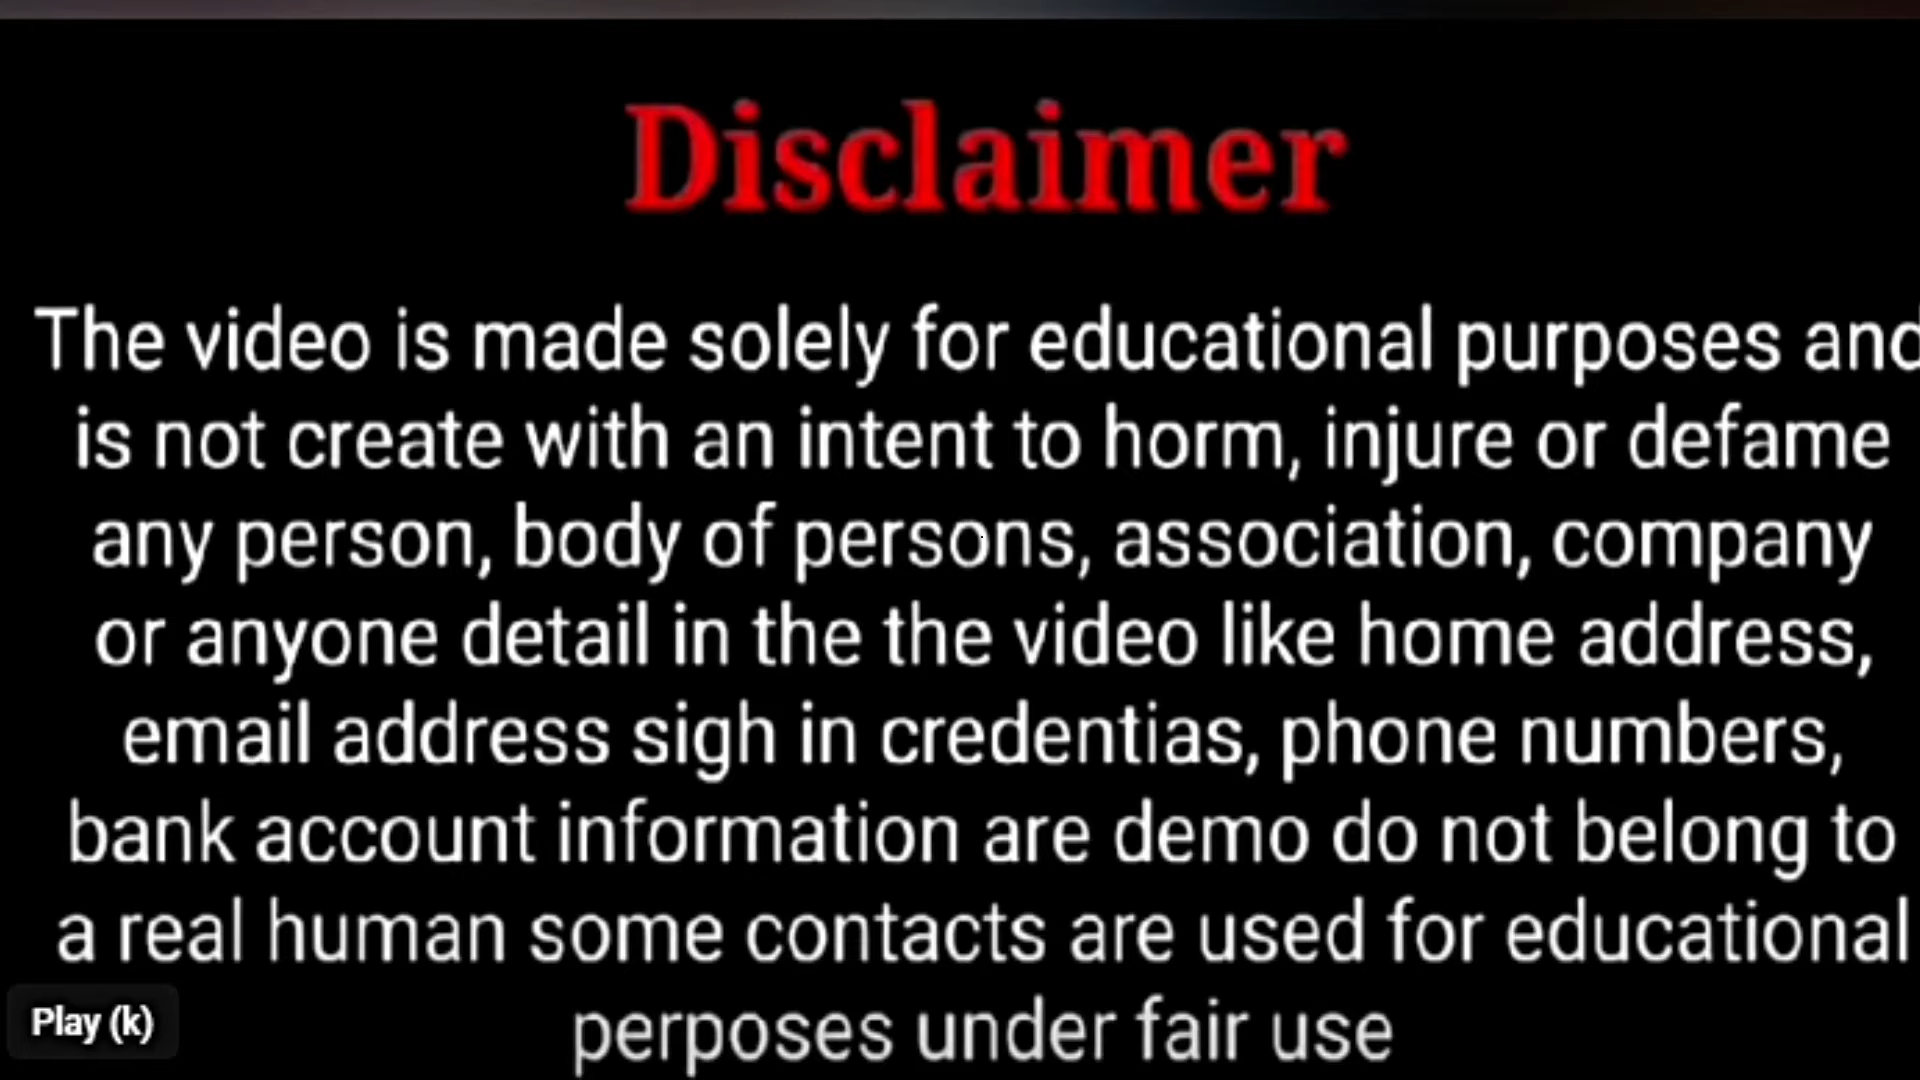 Disclaimer
The video is made solely for educational purposes and
is not create with an intent to horm, injure or defame
any person, body of persons, association, company
or anyone detail in the the video like home address,
email address sigh in credentias, phone numbers,
bank account information are demo do not belong to
a real human some contacts are used for educational
perposes under fair use
Play (k)